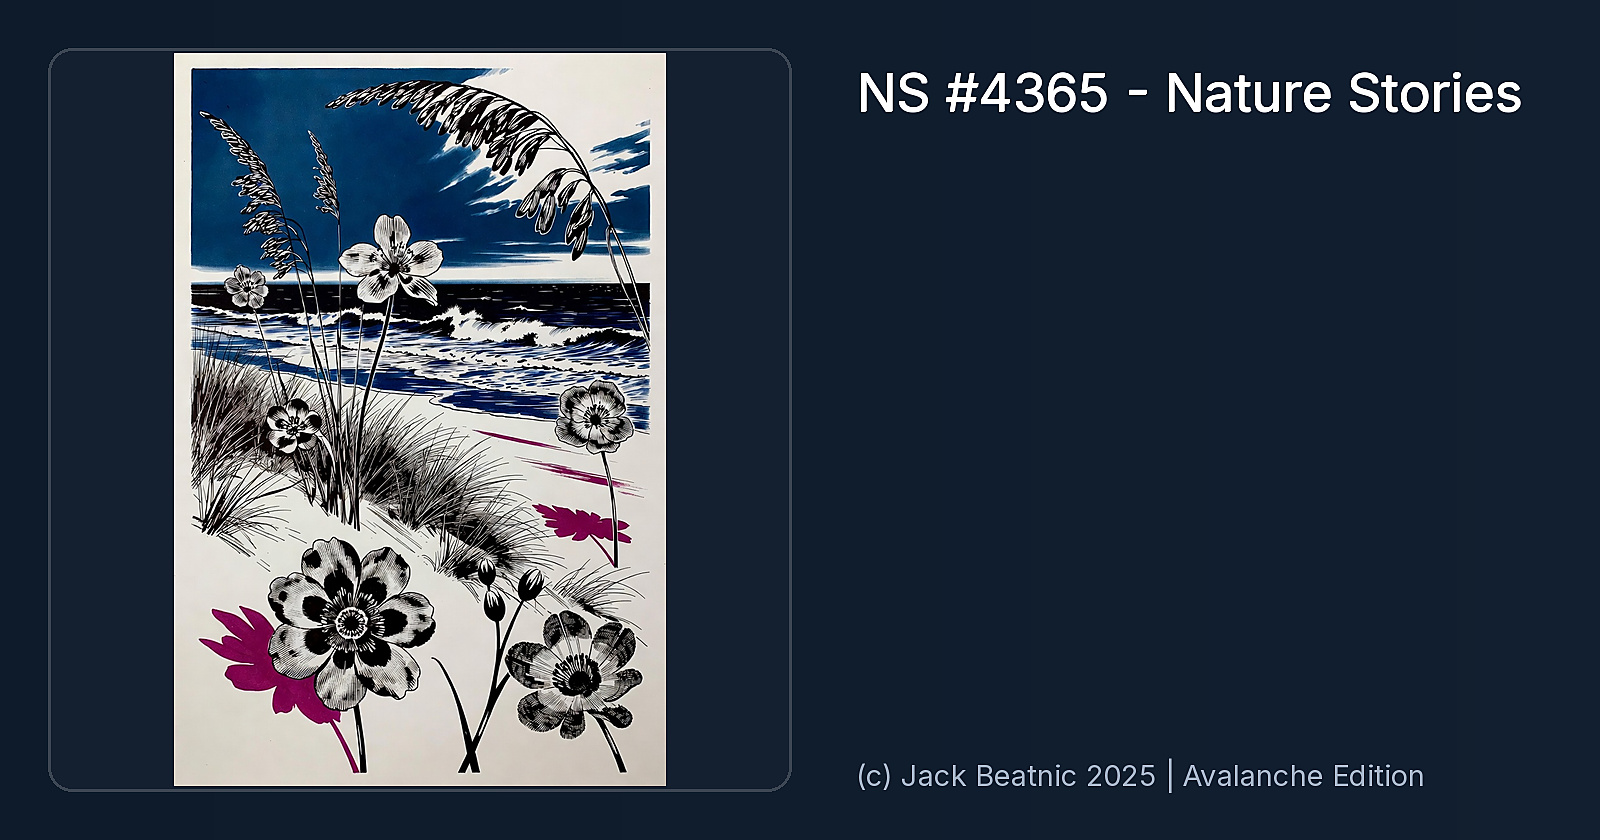 NS #4365 - Nature Stories
(c) Jack Beatnic 2025 | Avalanche Edition